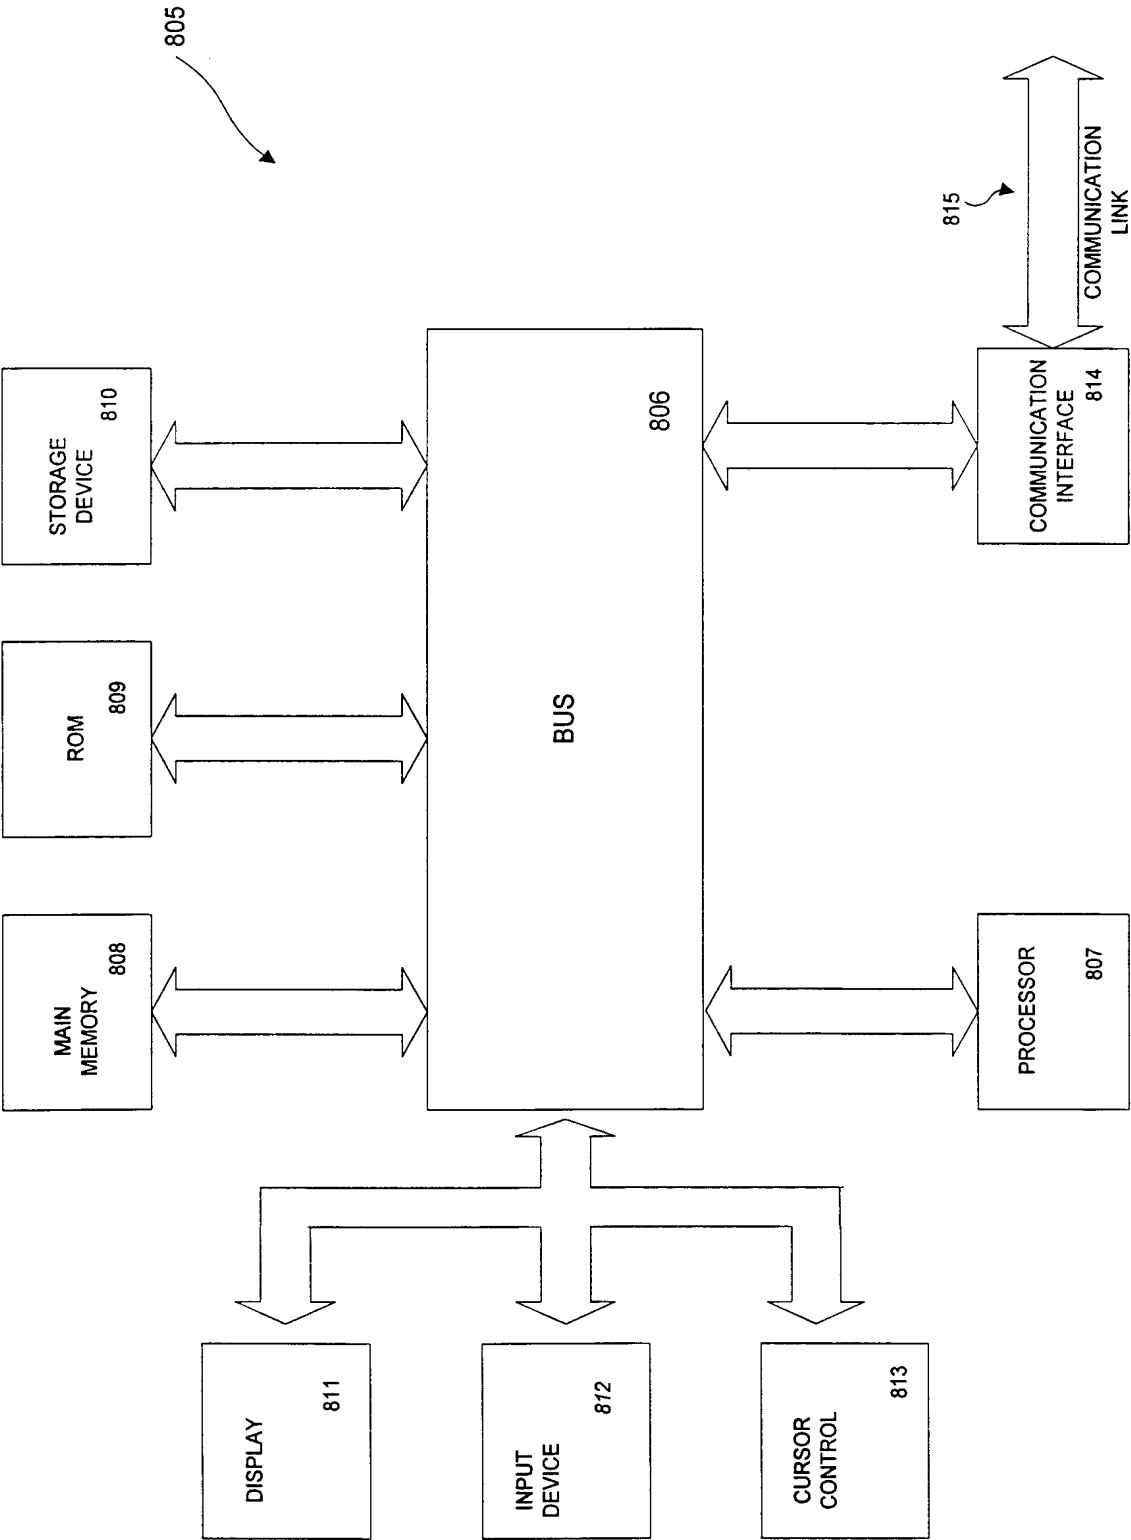 805
MAIN
MEMORY
808
ROM
809
STORAGE
DEVICE
810
DISPLAY
811
INPUT
DEVICE
812
CURSOR
CONTROL
813
BUS
806
PROCESSOR
807
COMMUNICATION
INTERFACE
814
815
COMMUNICATION
LINK